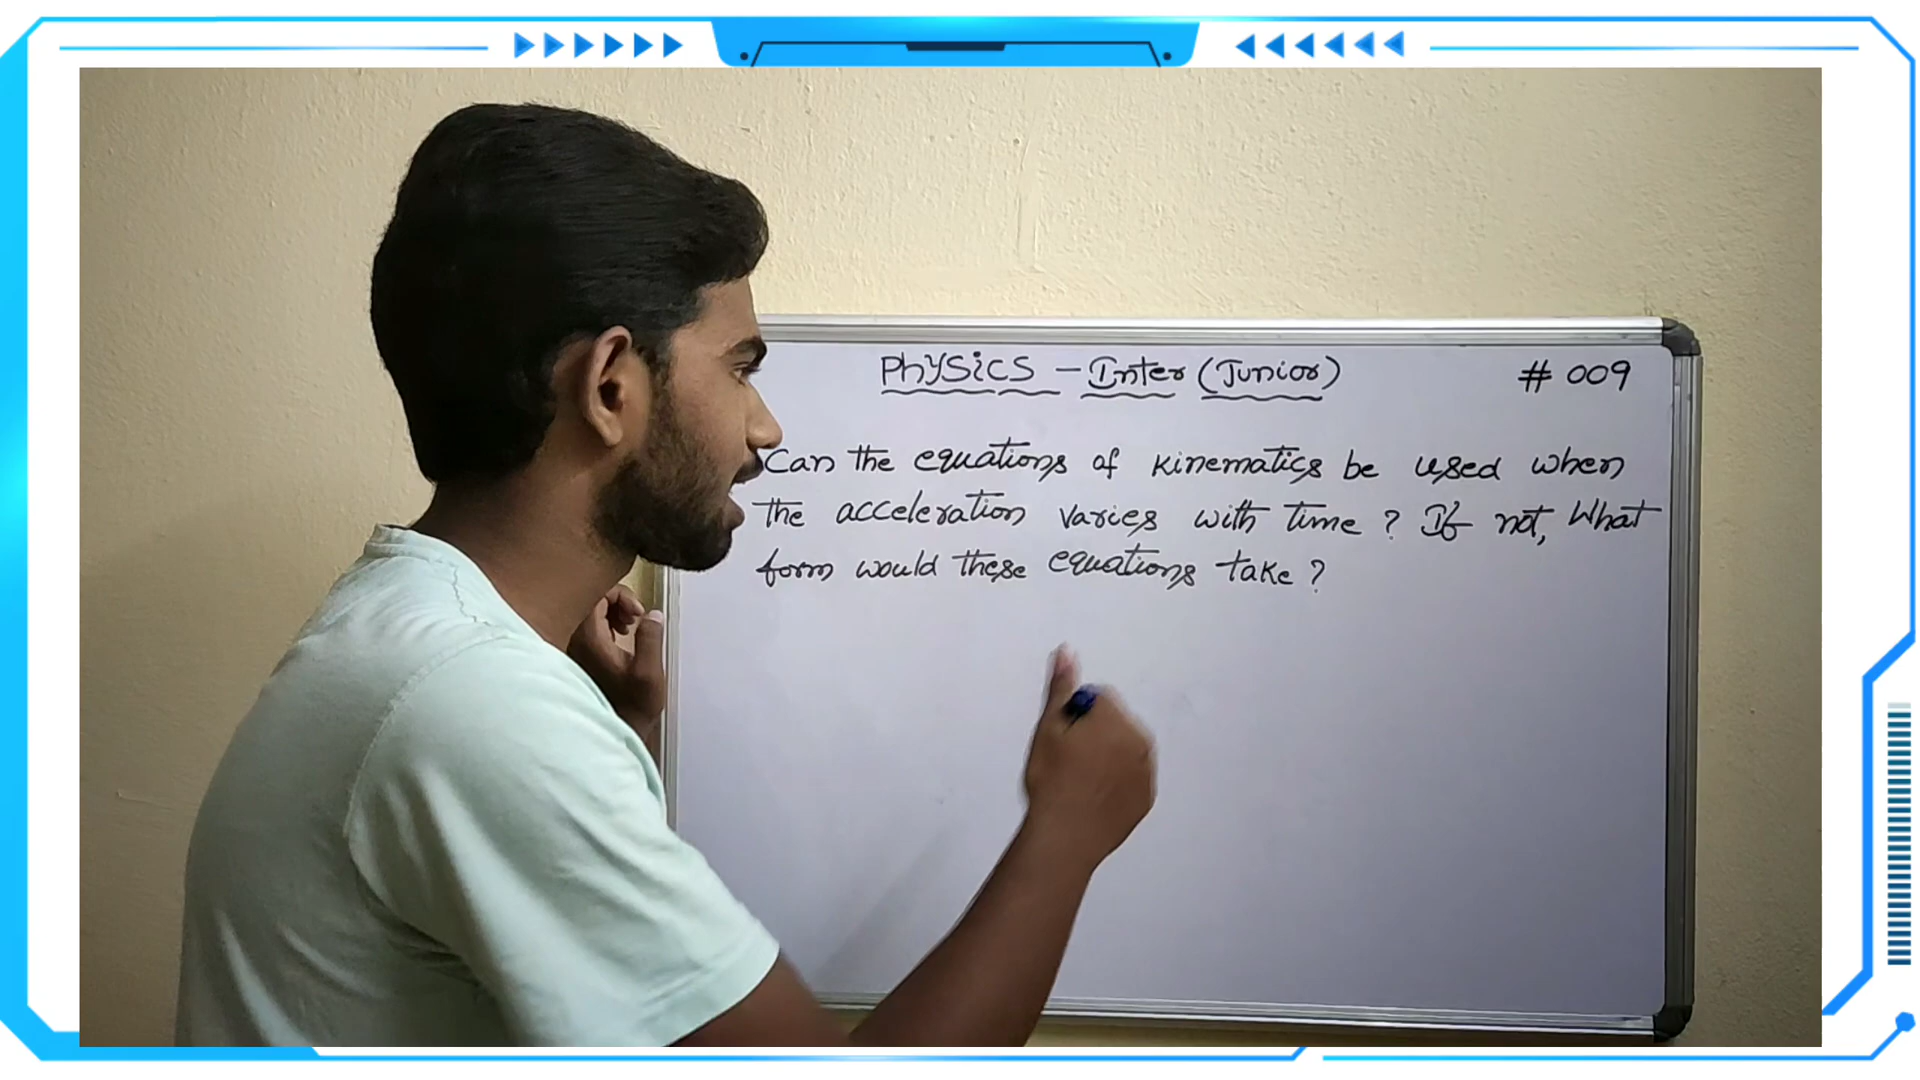 Physics - Inter (Junior)
# 009
Can the equations of kinematics be used when
the acceleration varies with time ? If not, What
form would these equations take ?